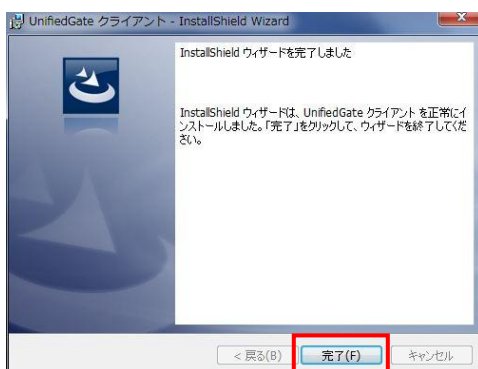 UnifiedGate クライアント - InstallShield Wizard
InstallShield ウィザードを完了しました
InstallShield ウィザードは、UnifiedGate クライアント を正常にイ
ンストールしました。「完了」をクリックして、ウィザードを終了してくだ
さい。
< 戻る(B)
完了(F)
キャンセル